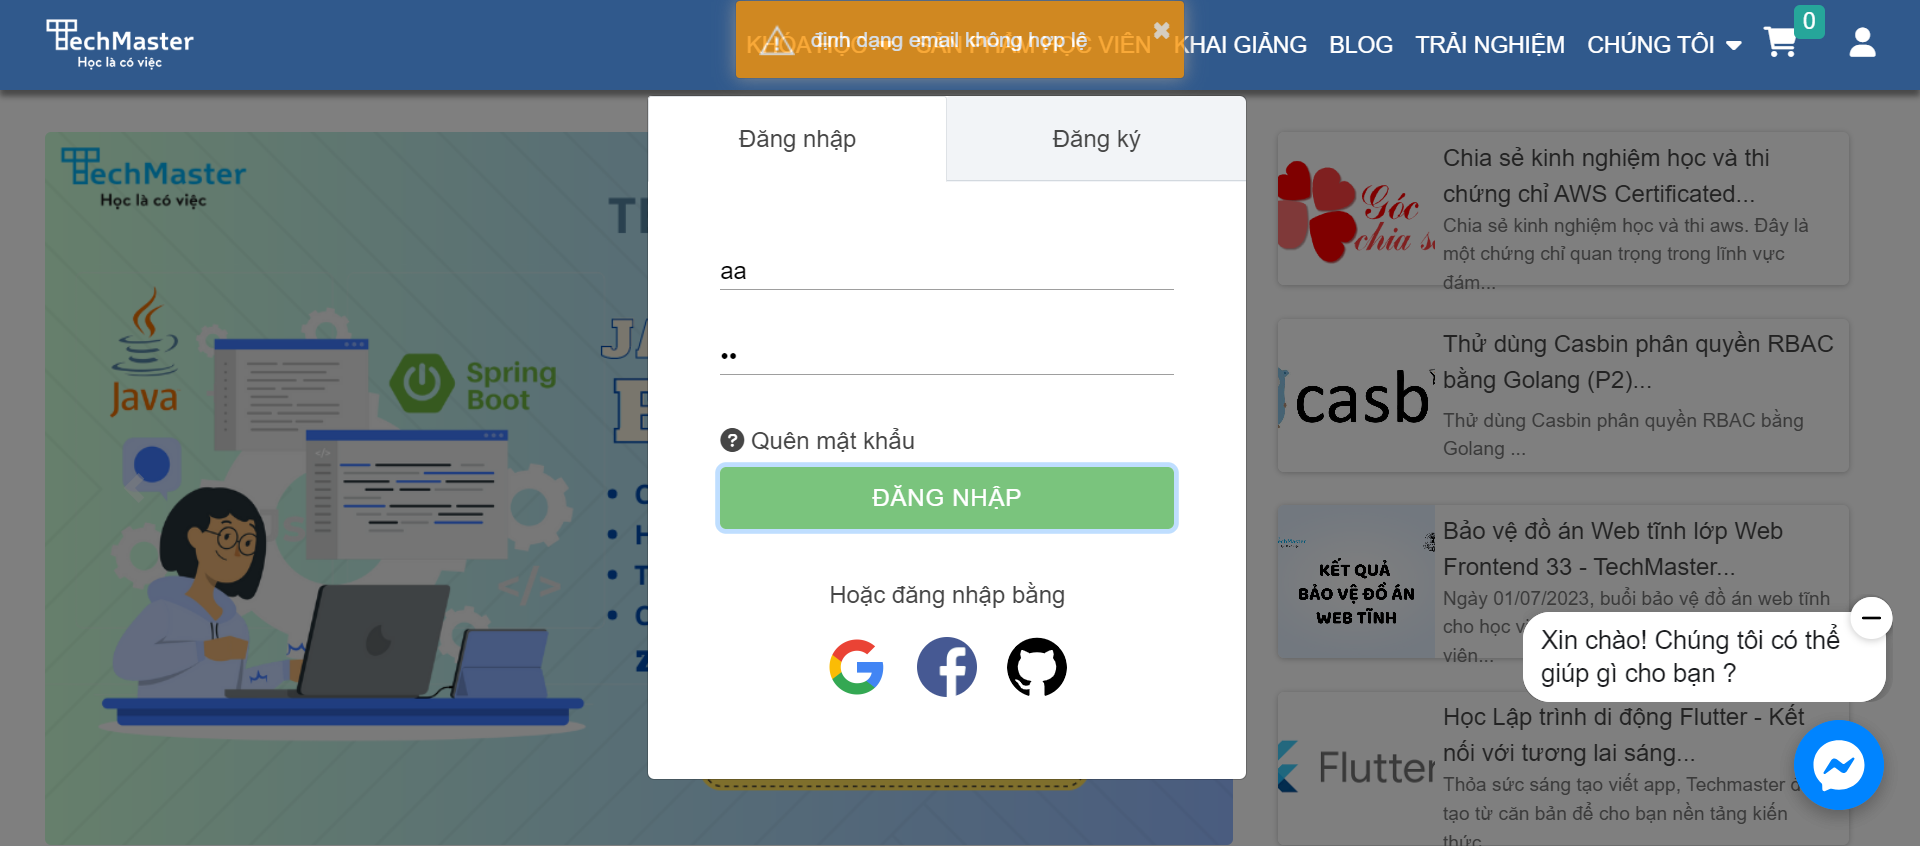 TechMaster
Học là có việc
KHÓA HỌC
SẢN PHẨM HỌC VIÊN
KHAI GIẢNG
BLOG
TRẢI NGHIỆM
CHÚNG TÔI
0
định dạng email không hợp lệ
×
Đăng nhập
Đăng ký
aa
Quên mật khẩu
ĐĂNG NHẬP
Hoặc đăng nhập bằng
TechMaster
Học là có việc
Java
Spring
Boot
Góc
chia sẻ
Chia sẻ kinh nghiệm học và thi
chứng chỉ AWS Certificated...
Chia sẻ kinh nghiệm học và thi aws. Đây là
một chứng chỉ quan trọng trong lĩnh vực
đám...
casb
Thử dùng Casbin phân quyền RBAC
bằng Golang (P2)...
Thử dùng Casbin phân quyền RBAC bằng
Golang ...
KẾT QUẢ
BẢO VỆ ĐỒ ÁN
WEB TĨNH
Bảo vệ đồ án Web tĩnh lớp Web
Frontend 33 - TechMaster...
Ngày 01/07/2023, buổi bảo vệ đồ án web tĩnh
cho học
viên...
Xin chào! Chúng tôi có thể
giúp gì cho bạn ?
Flutter
Học Lập trình di động Flutter - Kết
nối với tương lai sáng...
Thỏa sức sáng tạo viết app, Techmaster
tạo từ căn bản để cho bạn nền tảng kiến
thức